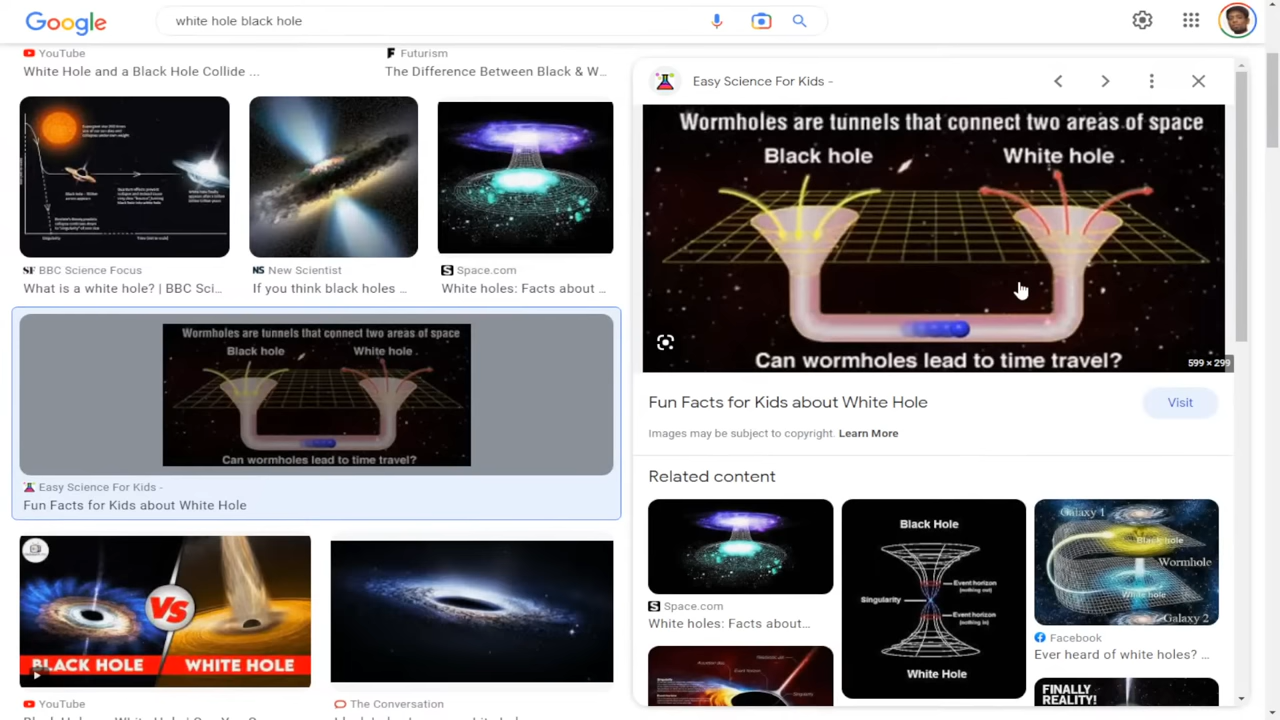 Google
white hole black hole
YouTube
White Hole and a Black Hole Collide ...
Futurism
The Difference Between Black & W...
SF BBC Science Focus
What is a white hole? | BBC Sci...
NS New Scientist
If you think black holes ...
S Space.com
White holes: Facts about ...
Wormholes are tunnels that connect two areas of space
Black hole
White hole .
Can wormholes lead to time travel?
Easy Science For Kids -
Fun Facts for Kids about White Hole
BLACK HOLE
VS
WHITE HOLE
YouTube
The Conversation
Easy Science For Kids -
Wormholes are tunnels that connect two areas of space
Black hole
White hole .
Can wormholes lead to time travel?
599 × 299
Fun Facts for Kids about White Hole
Visit
Images may be subject to copyright. Learn More
Related content
S Space.com
White holes: Facts about...
Black Hole
Event horizon
(nothing out)
Singularity
Event horizon
(nothing in)
White Hole
Galaxy 1
Black hole
Wormhole
White hole
Galaxy 2
Facebook
Ever heard of white holes? ...
FINALLY
REALITY!